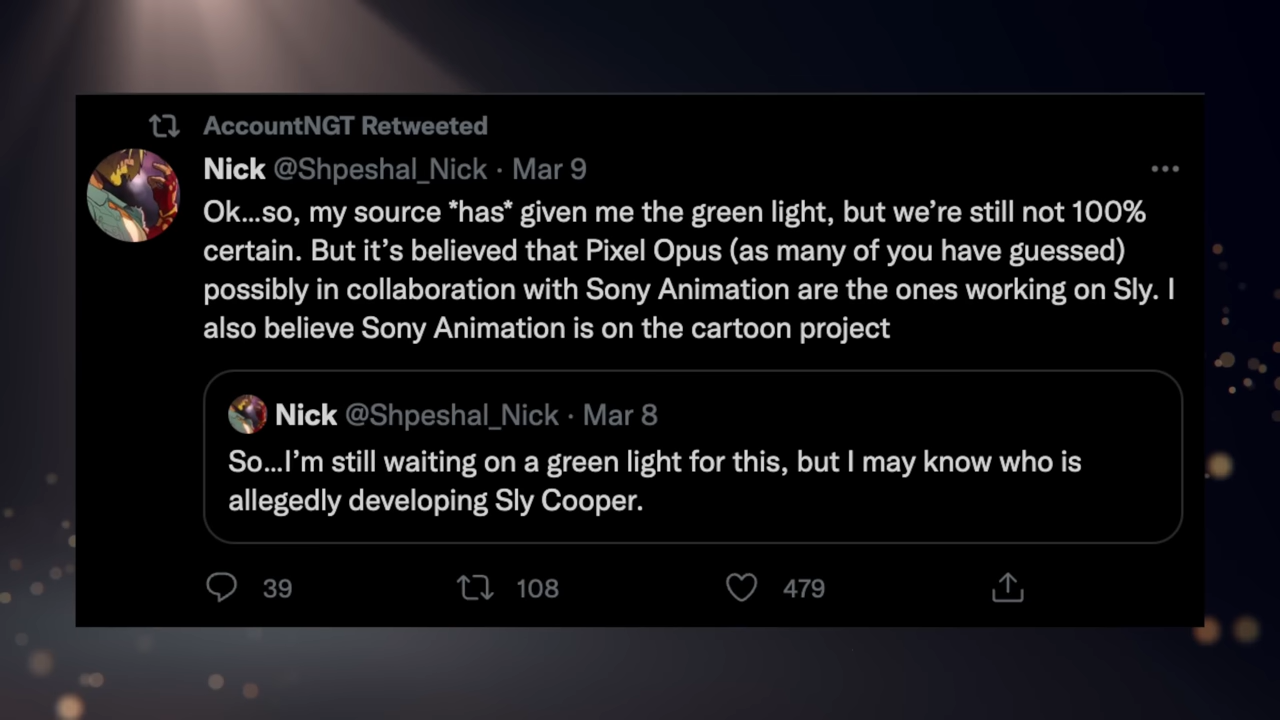 AccountNGT Retweeted
Nick @Shpeshal_Nick · Mar 9
Ok...so, my source *has* given me the green light, but we’re still not 100%
certain. But it’s believed that Pixel Opus (as many of you have guessed)
possibly in collaboration with Sony Animation are the ones working on Sly. I
also believe Sony Animation is on the cartoon project
Nick @Shpeshal_Nick · Mar 8
So...I’m still waiting on a green light for this, but I may know who is
allegedly developing Sly Cooper.
39 108 479